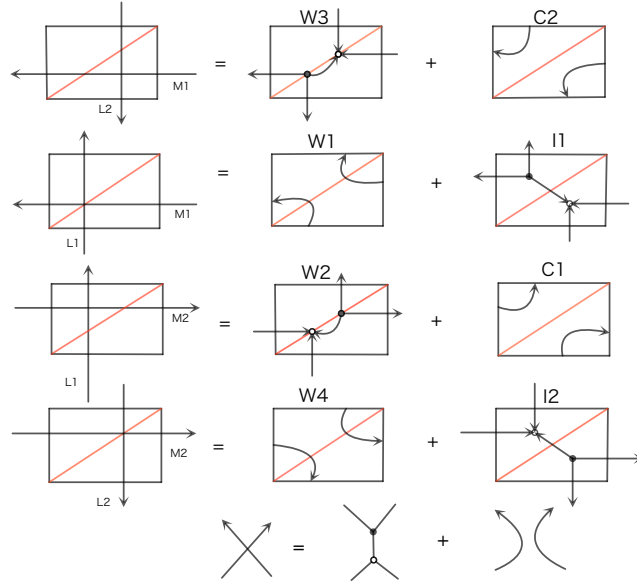 W3 C2
= +
M1
L2
W1 I1
= +
M1
L1
W2 C1
= +
M2
L1
W4 I2
= +
M2
L2
= +